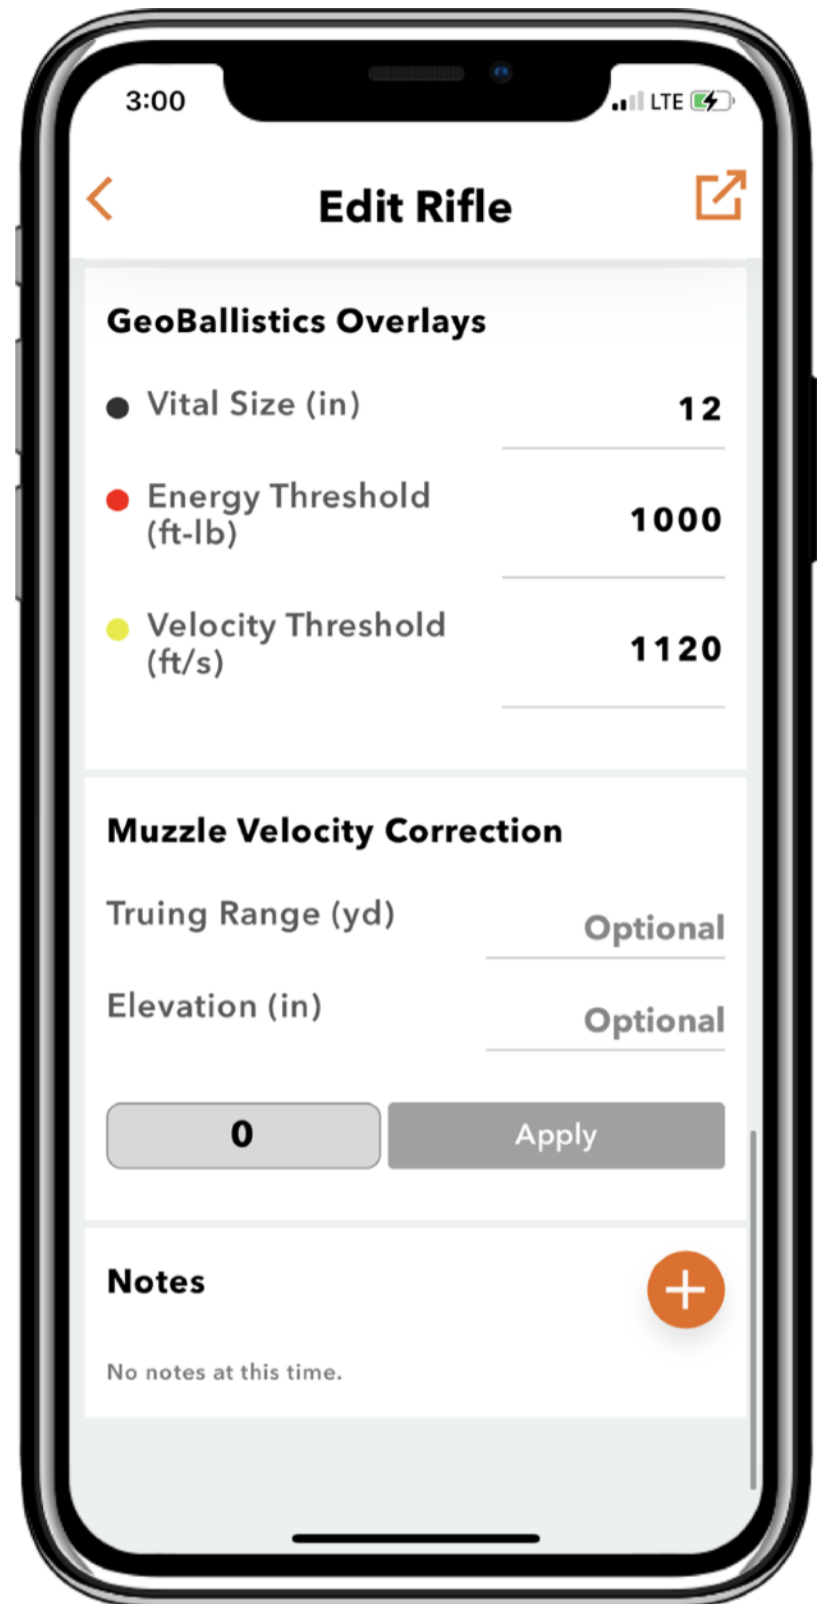 3:00
LTE
Edit Rifle
GeoBallistics Overlays
Vital Size (in)
12
Energy Threshold
(ft-lb)
1000
Velocity Threshold
(ft/s)
1120
Muzzle Velocity Correction
Truing Range (yd)
Optional
Elevation (in)
Optional
0
Apply
Notes
No notes at this time.